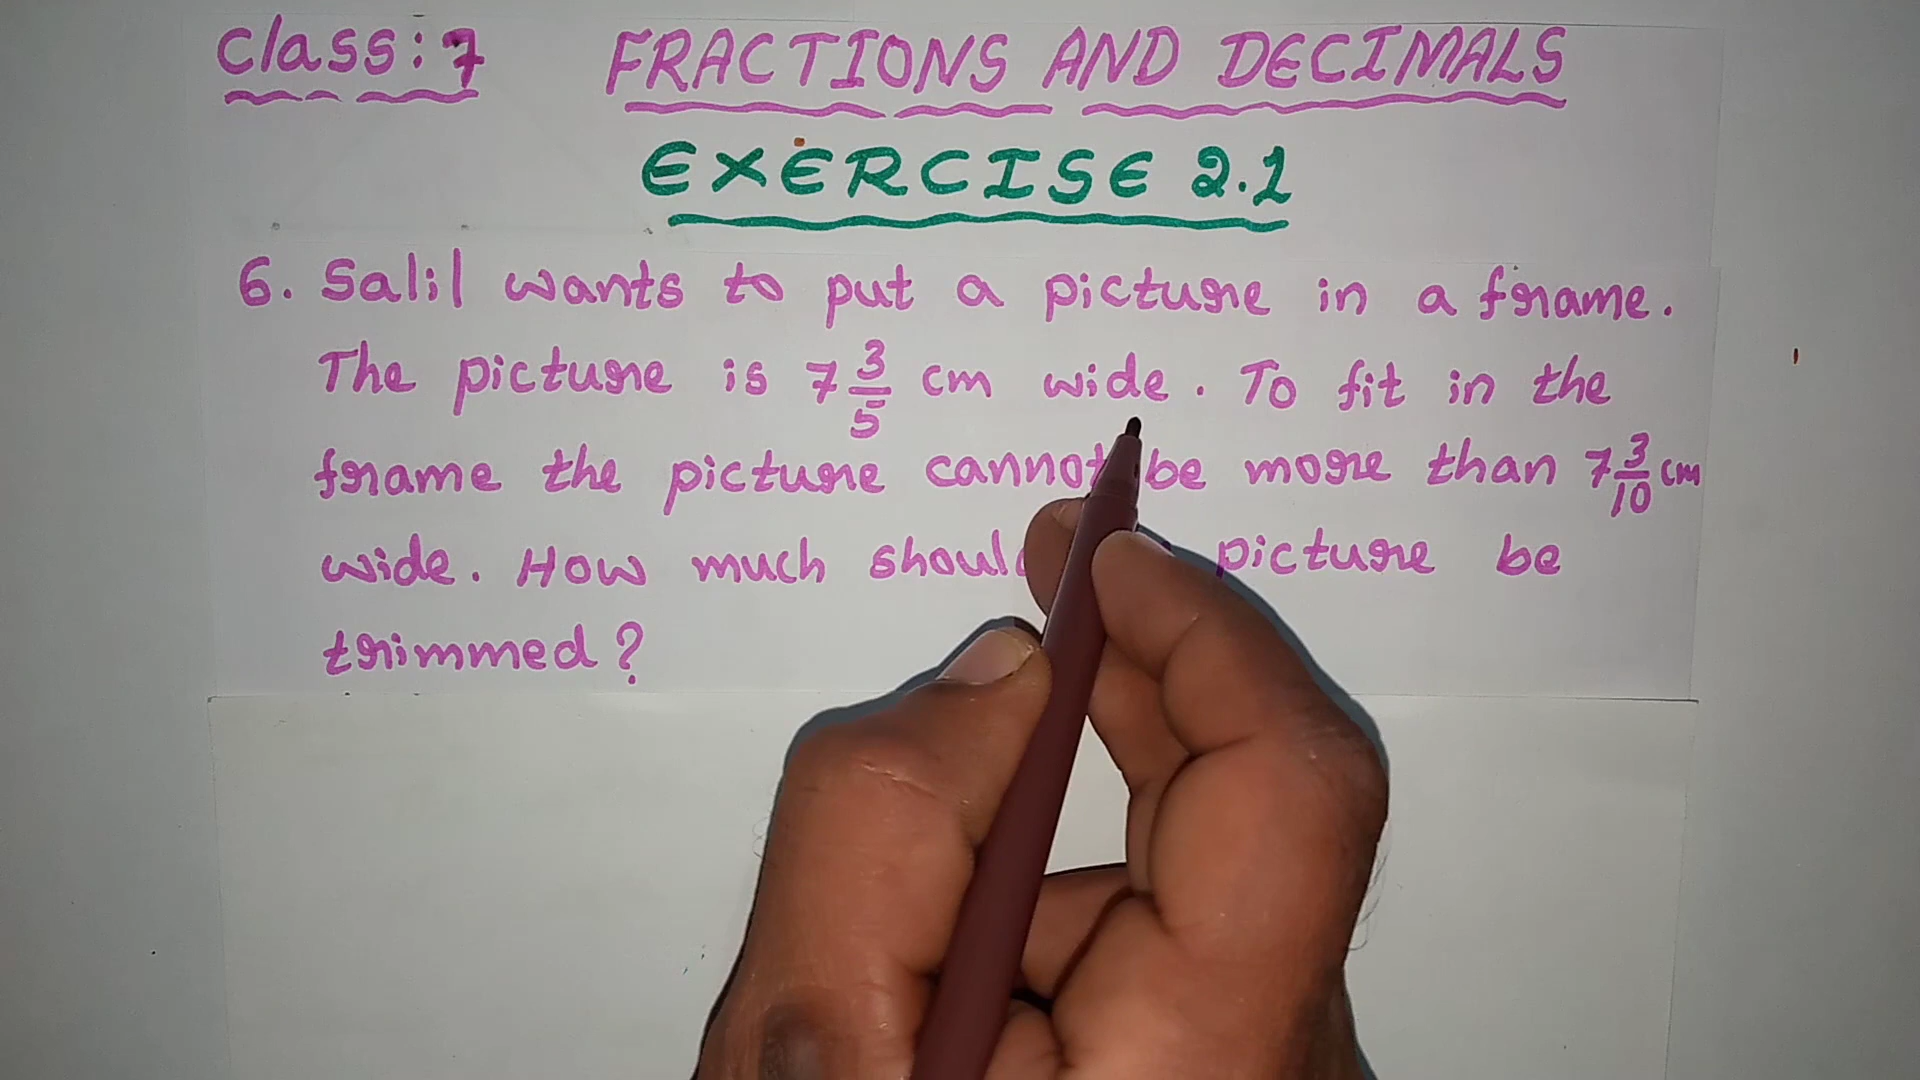 Class: 7 FRACTIONS AND DECIMALS
EXERCISE 2.1
6. Salil wants to put a picture in a frame.
The picture is 7 3/5 cm wide. To fit in the
frame the picture cannot be more than 7 3/10 cm
wide. How much should picture be
trimmed?